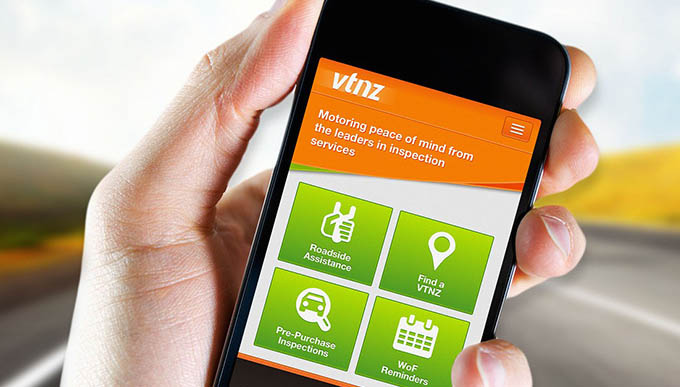 vtnz
Motoring peace of mind from
the leaders in inspection
services
Roadside
Assistance
Find a
VTNZ
Pre-Purchase
Inspections
WoF
Reminders